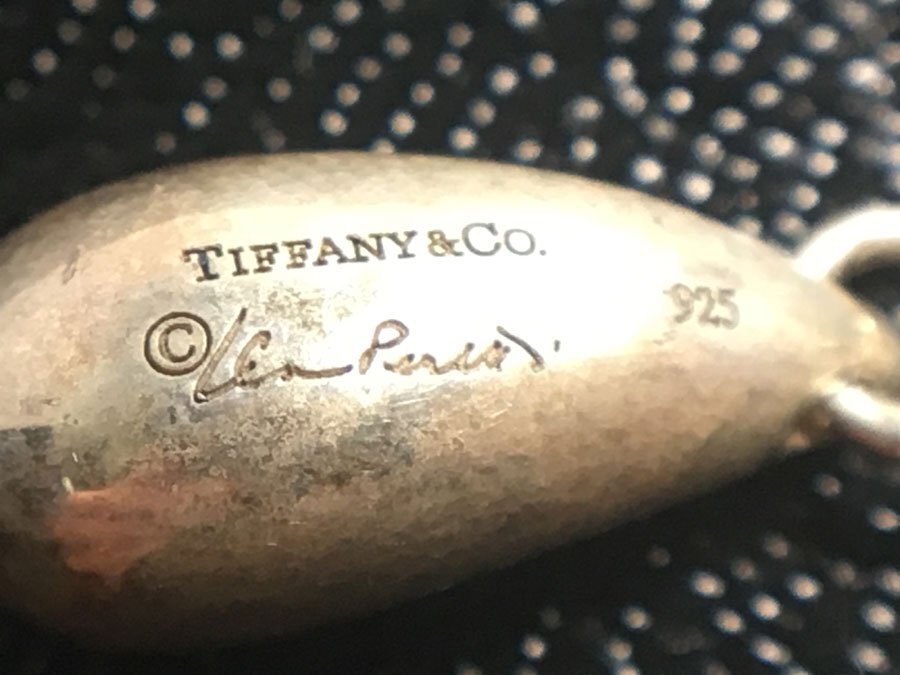 TIFFANY & CO.
© Elsa Peretti
925